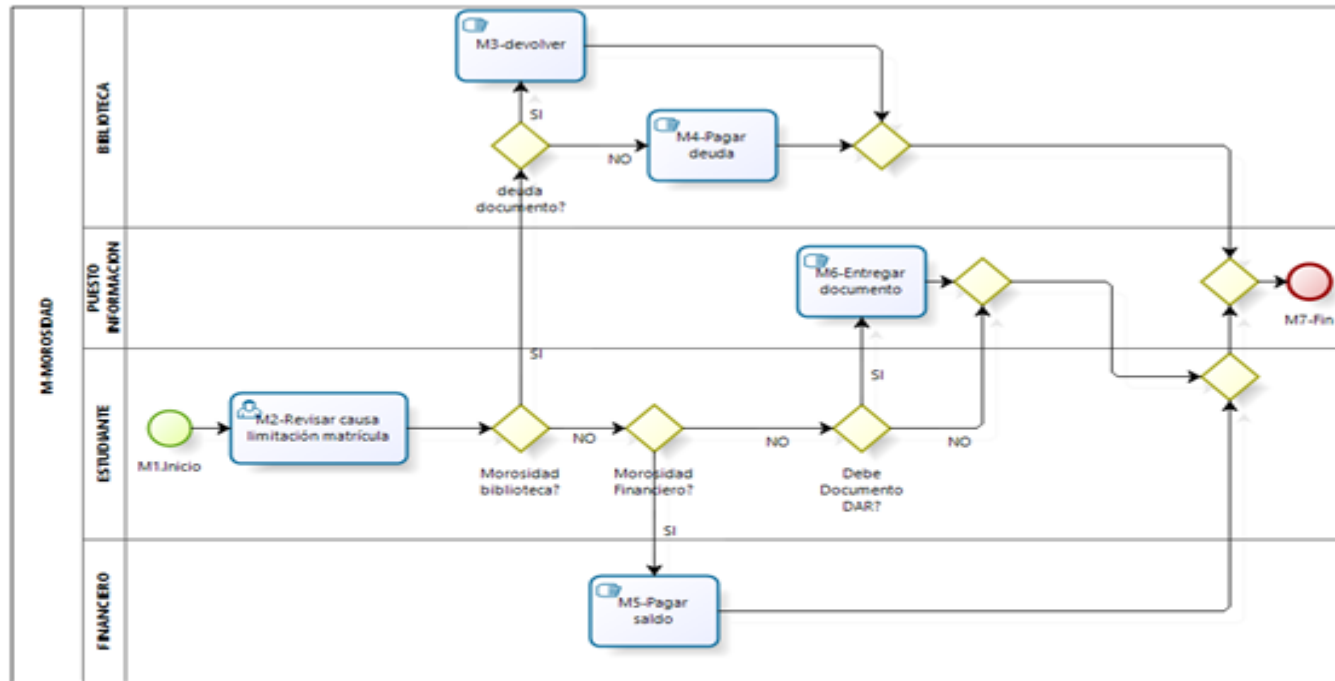 M-MOROSIDAD
BIBLIOTECA
M3-devolver
SI
M4-Pagar
deuda
NO
deuda
documento?
PUESTO
INFORMACION
M6-Entregar
documento
M7-Fin
SI
SI
ESTUDIANTE
M1.Inicio
M2-Revisar causa
limitación matrícula
NO
NO
NO
Morosidad
biblioteca?
Morosidad
Financiero?
Debe
Documento
DAR?
SI
FINANCIERO
M5-Pagar
saldo